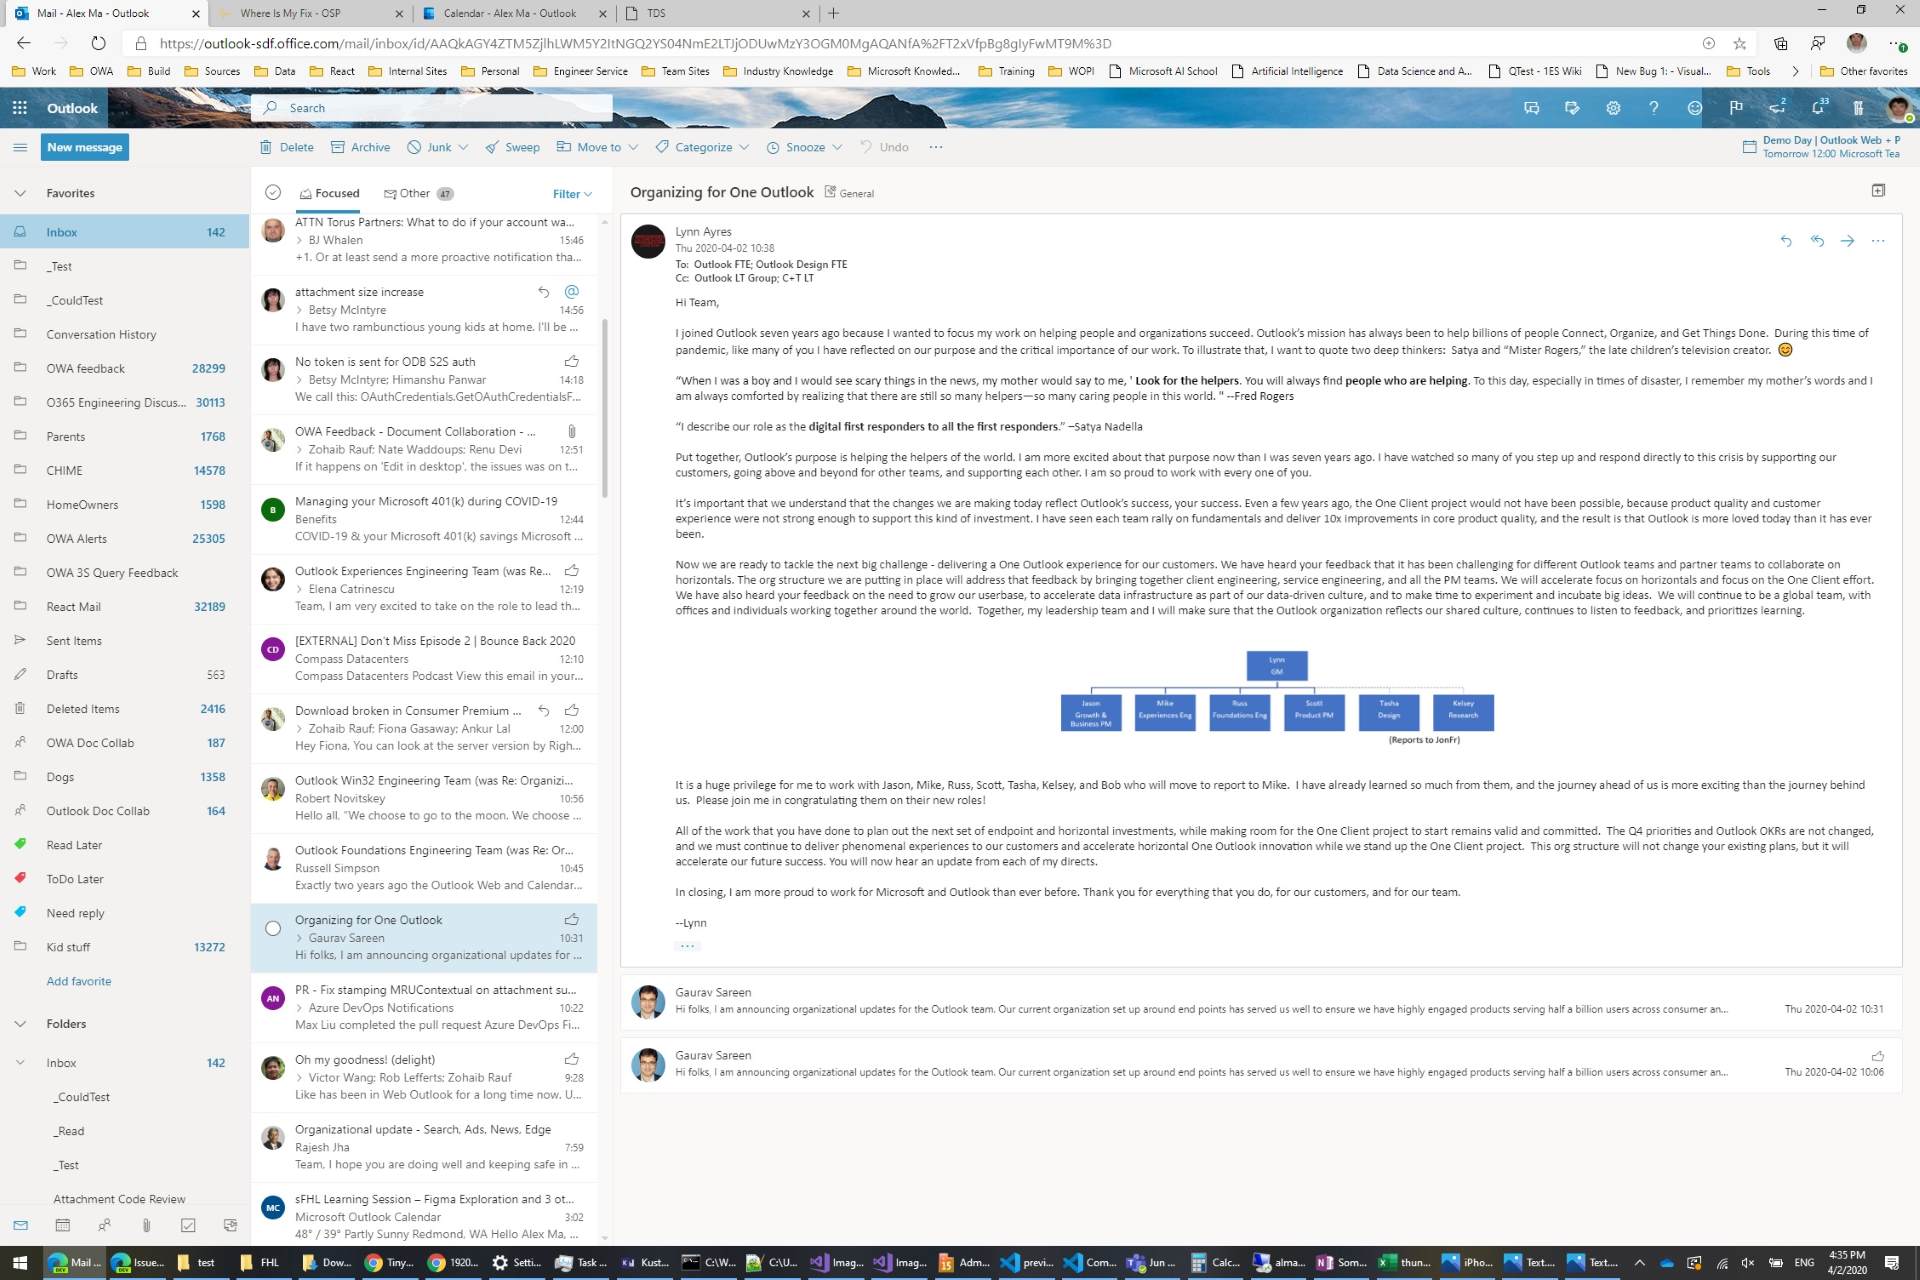 Mail - Alex Ma - Outlook
Where Is My Fix - OSP
Calendar - Alex Ma - Outlook
TDS
https://outlook-sdf.office.com/mail/inbox/id/AAQkAGY4ZTM5ZjlhLWM5Y2ItNGQ2YS04NmE2LTJjODUwMzY3OGM0MgAQANfA%2FT2xVfpBg8gIyFwMT9M%3D
Work OWA Build Sources Data React Internal Sites Personal Engineer Service Team Sites Industry Knowledge Microsoft Knowled... Training WOPI Microsoft AI School Artificial Intelligence Data Science and A... QTest - 1ES Wiki New Bug 1: - Visual... Tools Other favorites
Outlook
Search
2
33
New message
Delete Archive Junk Sweep Move to Categorize Snooze Undo
Demo Day | Outlook Web + P
Tomorrow 12:00 Microsoft Tea
Favorites
Inbox 142
_Test
_CouldTest
Conversation History
OWA feedback 28299
O365 Engineering Discus... 30113
Parents 1768
CHIME 14578
HomeOwners 1598
OWA Alerts 25305
OWA 3S Query Feedback
React Mail 32189
Sent Items
Drafts 563
Deleted Items 2416
OWA Doc Collab 187
Dogs 1358
Outlook Doc Collab 164
Read Later
ToDo Later
Need reply
Kid stuff 13272
Add favorite
Folders
Inbox 142
_CouldTest
_Read
_Test
Attachment Code Review
Focused Other 47 Filter
ATTN Torus Partners: What to do if your account wa...
BJ Whalen 15:46
+1. Or at least send a more proactive notification tha...
attachment size increase
Betsy McIntyre 14:56
I have two rambunctious young kids at home. I'll be ...
No token is sent for ODB S2S auth
Betsy McIntyre; Himanshu Panwar 14:18
We call this: OAuthCredentials.GetOAuthCredentialsF...
OWA Feedback - Document Collaboration - ...
Zohaib Rauf; Nate Waddoups; Renu Devi 12:51
If it happens on 'Edit in desktop', the issues was on t...
B
Managing your Microsoft 401(k) during COVID-19
Benefits 12:44
COVID-19 & your Microsoft 401(k) savings Microsoft ...
Outlook Experiences Engineering Team (was Re...
Elena Catrinescu 12:19
Team, I am very excited to take on the role to lead th...
CD
[EXTERNAL] Don't Miss Episode 2 | Bounce Back 2020
Compass Datacenters 12:10
Compass Datacenters Podcast View this email in your...
Download broken in Consumer Premium ...
Zohaib Rauf; Fiona Gasaway; Ankur Lal 12:00
Hey Fiona, You can look at the server version by Righ...
Outlook Win32 Engineering Team (was Re: Organizi...
Robert Novitskey 10:56
Hello all, "We choose to go to the moon. We choose ...
Outlook Foundations Engineering Team (was Re: Or...
Russell Simpson 10:45
Exactly two years ago the Outlook Web and Calendar...
Organizing for One Outlook
Gaurav Sareen 10:31
Hi folks, I am announcing organizational updates for ...
AN
PR - Fix stamping MRUContextual on attachment su...
Azure DevOps Notifications 10:22
Max Liu completed the pull request Azure DevOps Fi...
Oh my goodness! (delight)
Victor Wang; Rob Lefferts; Zohaib Rauf 9:28
Like has been in Web Outlook for a long time now. U...
Organizational update - Search, Ads, News, Edge
Rajesh Jha 7:59
Team, I hope you are doing well and keeping safe in ...
MC
sFHL Learning Session – Figma Exploration and 3 ot...
Microsoft Outlook Calendar 3:02
48° / 39° Partly Sunny Redmond, WA Hello Alex Ma, ...
Organizing for One Outlook General
Lynn Ayres
Thu 2020-04-02 10:38
To: Outlook FTE; Outlook Design FTE
Cc: Outlook LT Group; C+T LT
Hi Team,
I joined Outlook seven years ago because I wanted to focus my work on helping people and organizations succeed. Outlook's mission has always been to help billions of people Connect, Organize, and Get Things Done. During this time of
pandemic, like many of you I have reflected on our purpose and the critical importance of our work. To illustrate that, I want to quote two deep thinkers: Satya and “Mister Rogers,” the late children's television creator. 😊
“When I was a boy and I would see scary things in the news, my mother would say to me, ' Look for the helpers. You will always find people who are helping. To this day, especially in times of disaster, I remember my mother's words and I
am always comforted by realizing that there are still so many helpers—so many caring people in this world. " --Fred Rogers
“I describe our role as the digital first responders to all the first responders.” –Satya Nadella
Put together, Outlook's purpose is helping the helpers of the world. I am more excited about that purpose now than I was seven years ago. I have watched so many of you step up and respond directly to this crisis by supporting our
customers, going above and beyond for other teams, and supporting each other. I am so proud to work with every one of you.
It's important that we understand that the changes we are making today reflect Outlook's success, your success. Even a few years ago, the One Client project would not have been possible, because product quality and customer
experience were not strong enough to support this kind of investment. I have seen each team rally on fundamentals and deliver 10x improvements in core product quality, and the result is that Outlook is more loved today than it has ever
been.
Now we are ready to tackle the next big challenge - delivering a One Outlook experience for our customers. We have heard your feedback that it has been challenging for different Outlook teams and partner teams to collaborate on
horizontals. The org structure we are putting in place will address that feedback by bringing together client engineering, service engineering, and all the PM teams. We will accelerate focus on horizontals and focus on the One Client effort.
We have also heard your feedback on the need to grow our userbase, to accelerate data infrastructure as part of our data-driven culture, and to make time to experiment and incubate big ideas. We will continue to be a global team, with
offices and individuals working together around the world. Together, my leadership team and I will make sure that the Outlook organization reflects our shared culture, continues to listen to feedback, and prioritizes learning.
Lynn
GM
Jason
Growth &
Business PM
Mike
Experiences Eng
Russ
Foundations Eng
Scott
Product PM
Tasha
Design
Kelsey
Research
(Reports to JonFr)
It is a huge privilege for me to work with Jason, Mike, Russ, Scott, Tasha, Kelsey, and Bob who will move to report to Mike. I have already learned so much from them, and the journey ahead of us is more exciting than the journey behind
us. Please join me in congratulating them on their new roles!
All of the work that you have done to plan out the next set of endpoint and horizontal investments, while making room for the One Client project to start remains valid and committed. The Q4 priorities and Outlook OKRs are not changed,
and we must continue to deliver phenomenal experiences to our customers and accelerate horizontal One Outlook innovation while we stand up the One Client project. This org structure will not change your existing plans, but it will
accelerate our future success. You will now hear an update from each of my directs.
In closing, I am more proud to work for Microsoft and Outlook than ever before. Thank you for everything that you do, for our customers, and for our team.
--Lynn
Gaurav Sareen
Hi folks, I am announcing organizational updates for the Outlook team. Our current organization set up around end points has served us well to ensure we have highly engaged products serving half a billion users across consumer an... Thu 2020-04-02 10:31
Gaurav Sareen
Hi folks, I am announcing organizational updates for the Outlook team. Our current organization set up around end points has served us well to ensure we have highly engaged products serving half a billion users across consumer an... Thu 2020-04-02 10:06
Mail ... Issue... test FHL Dow... Tiny... 1920... Setti... Task ... Kust... C:\W... C:\U... Imag... Imag... Adm... previ... Com... Jun ... Calc... alma... Som... thun... iPho... Text.... Text.... ENG
4:35 PM
4/2/2020